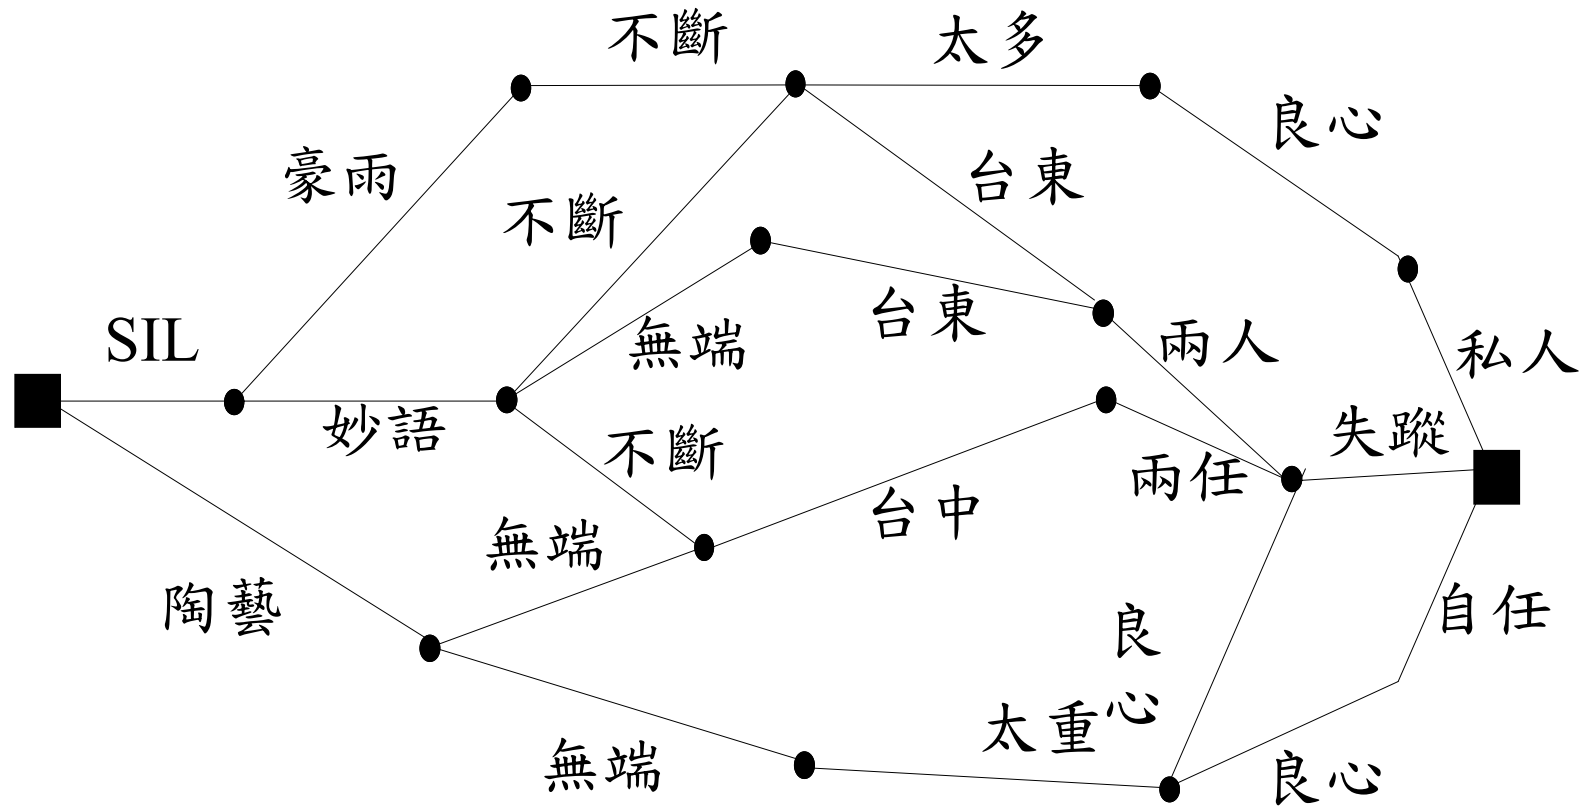 不斷
太多
良心
豪雨
台東
不斷
SIL
無端
台東
兩人
私人
妙語
不斷
失蹤
兩任
台中
無端
陶藝
良心
自任
太重
無端
良心